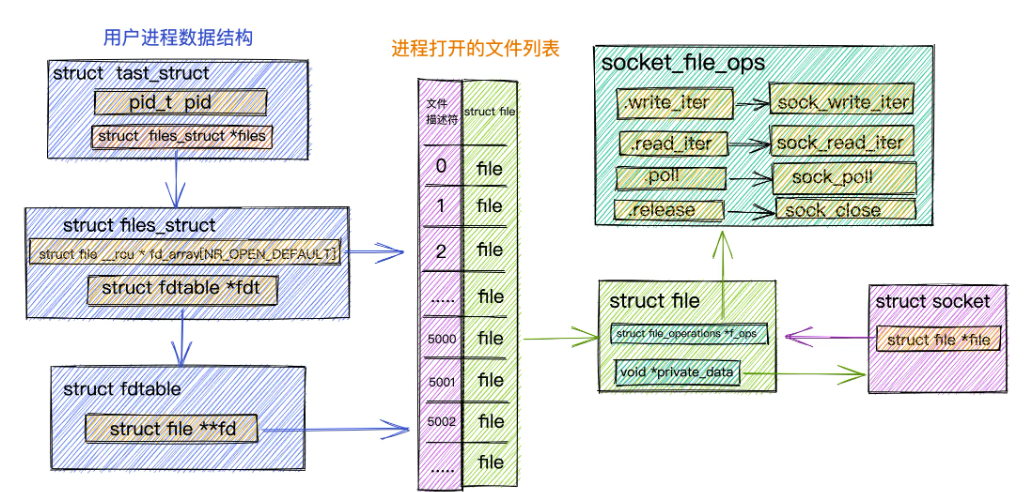 用户进程数据结构
struct tast_struct
pid_t pid
struct files_struct *files
struct files_struct
struct file __rcu * fd_array[NR_OPEN_DEFAULT]
struct fdtable *fdt
struct fdtable
struct file **fd
进程打开的文件列表
文件
描述符
struct file
0 file
1 file
2 file
..... file
5000 file
5001 file
5002 file
..... file
socket_file_ops
.write_iter sock_write_iter
.read_iter sock_read_iter
.poll sock_poll
.release sock_close
struct file
struct file_operations *f_ops
void *private_data
struct socket
struct file *file